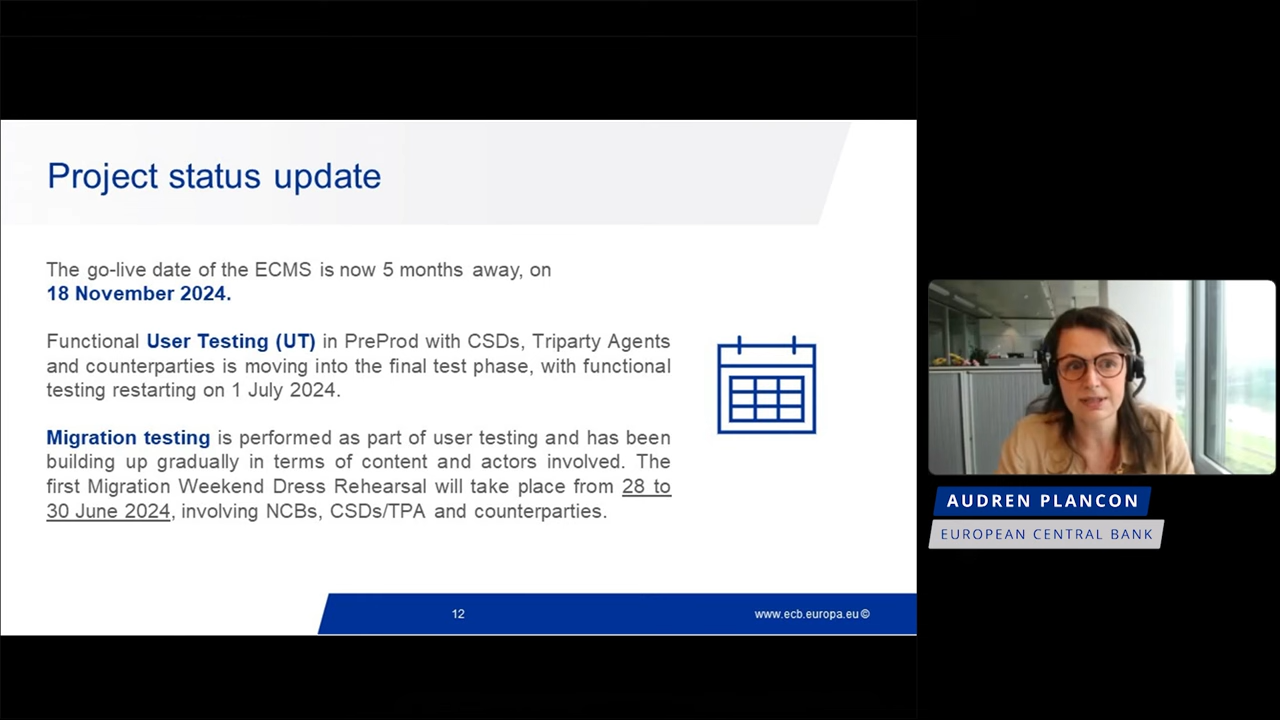 Project status update
The go-live date of the ECMS is now 5 months away, on
18 November 2024.
Functional User Testing (UT) in PreProd with CSDs, Triparty Agents
and counterparties is moving into the final test phase, with functional
testing restarting on 1 July 2024.
Migration testing is performed as part of user testing and has been
building up gradually in terms of content and actors involved. The
first Migration Weekend Dress Rehearsal will take place from 28 to
30 June 2024, involving NCBs, CSDs/TPA and counterparties.
12
www.ecb.europa.eu©
AUDREN PLANCON
EUROPEAN CENTRAL BANK